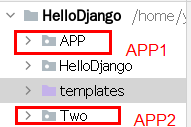 HelloDjango /home/y
APP APP1
HelloDjango
templates
Two APP2